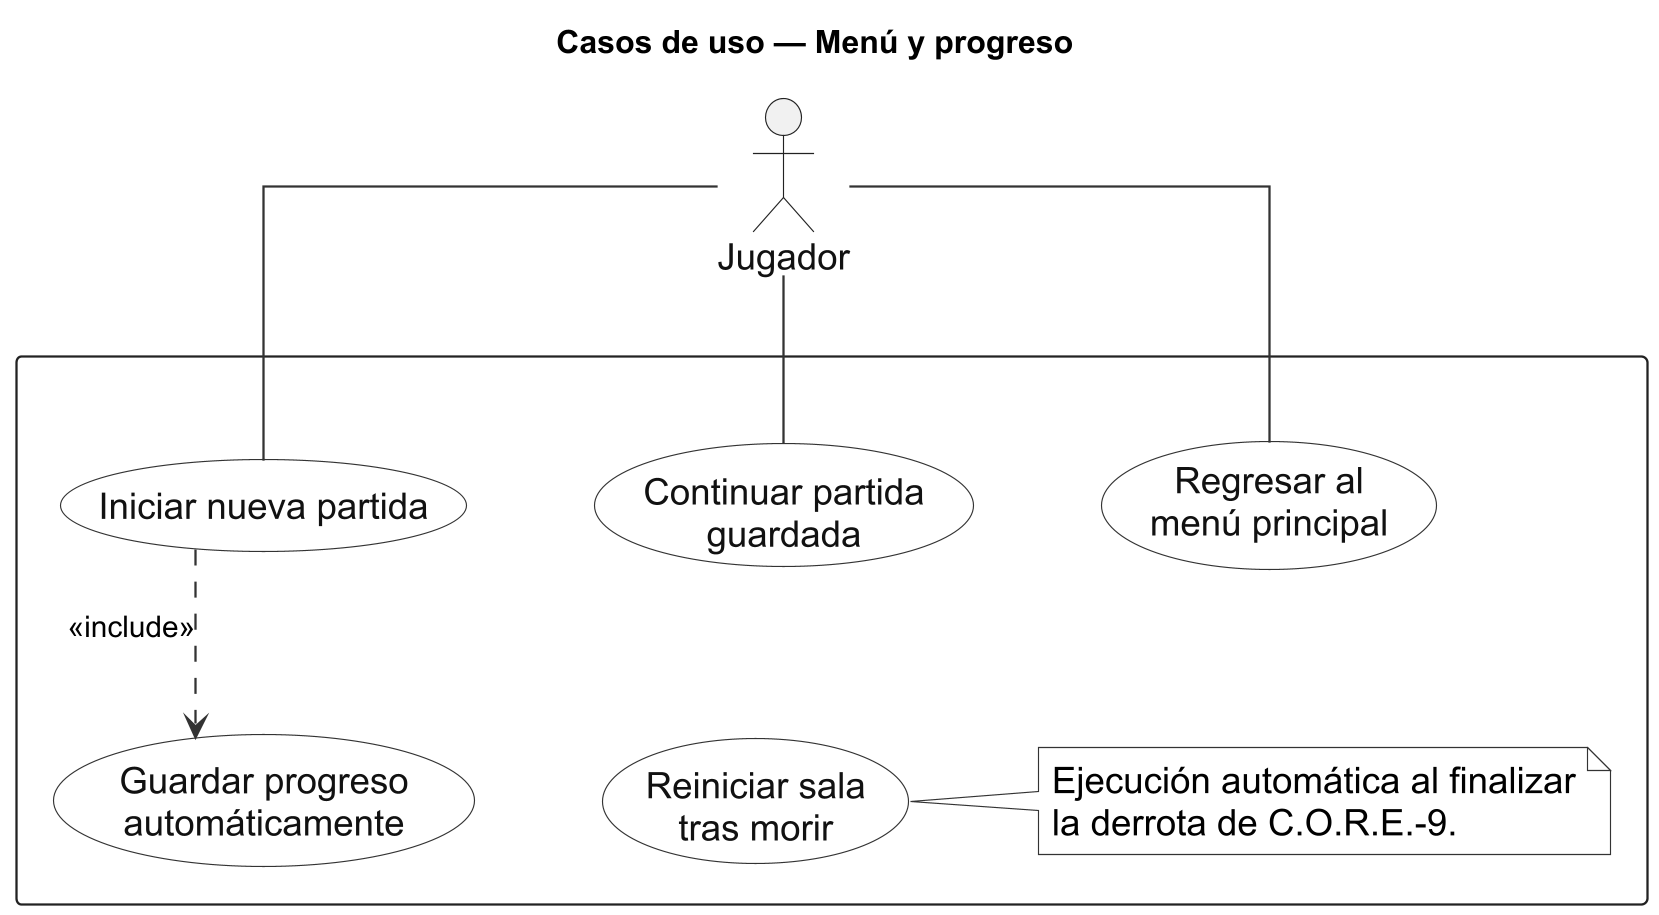 Casos de uso — Menú y progreso
Jugador
Iniciar nueva partida
Continuar partida
guardada
Regresar al
menú principal
«include»
Guardar progreso
automáticamente
Reiniciar sala
tras morir
Ejecución automática al finalizar
la derrota de C.O.R.E.-9.